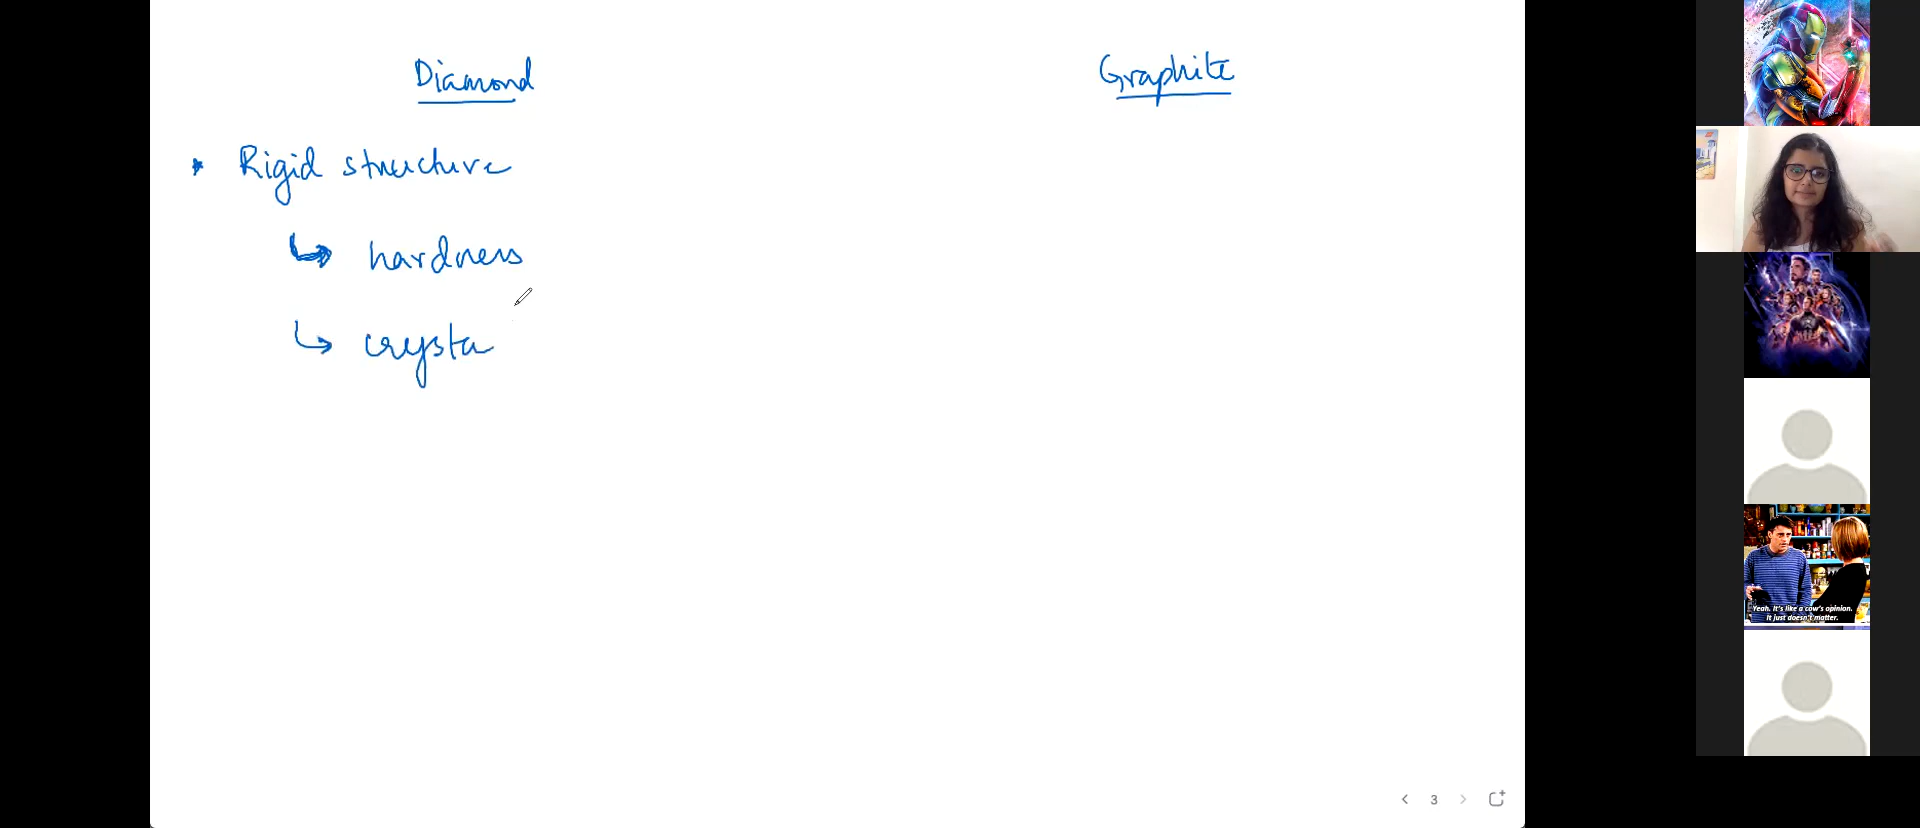 Diamond
Graphite
* Rigid structure
↳ hardness
↳ crysta
Yeah. It's like a cow's opinion.
It just doesn't matter.
< 3 >